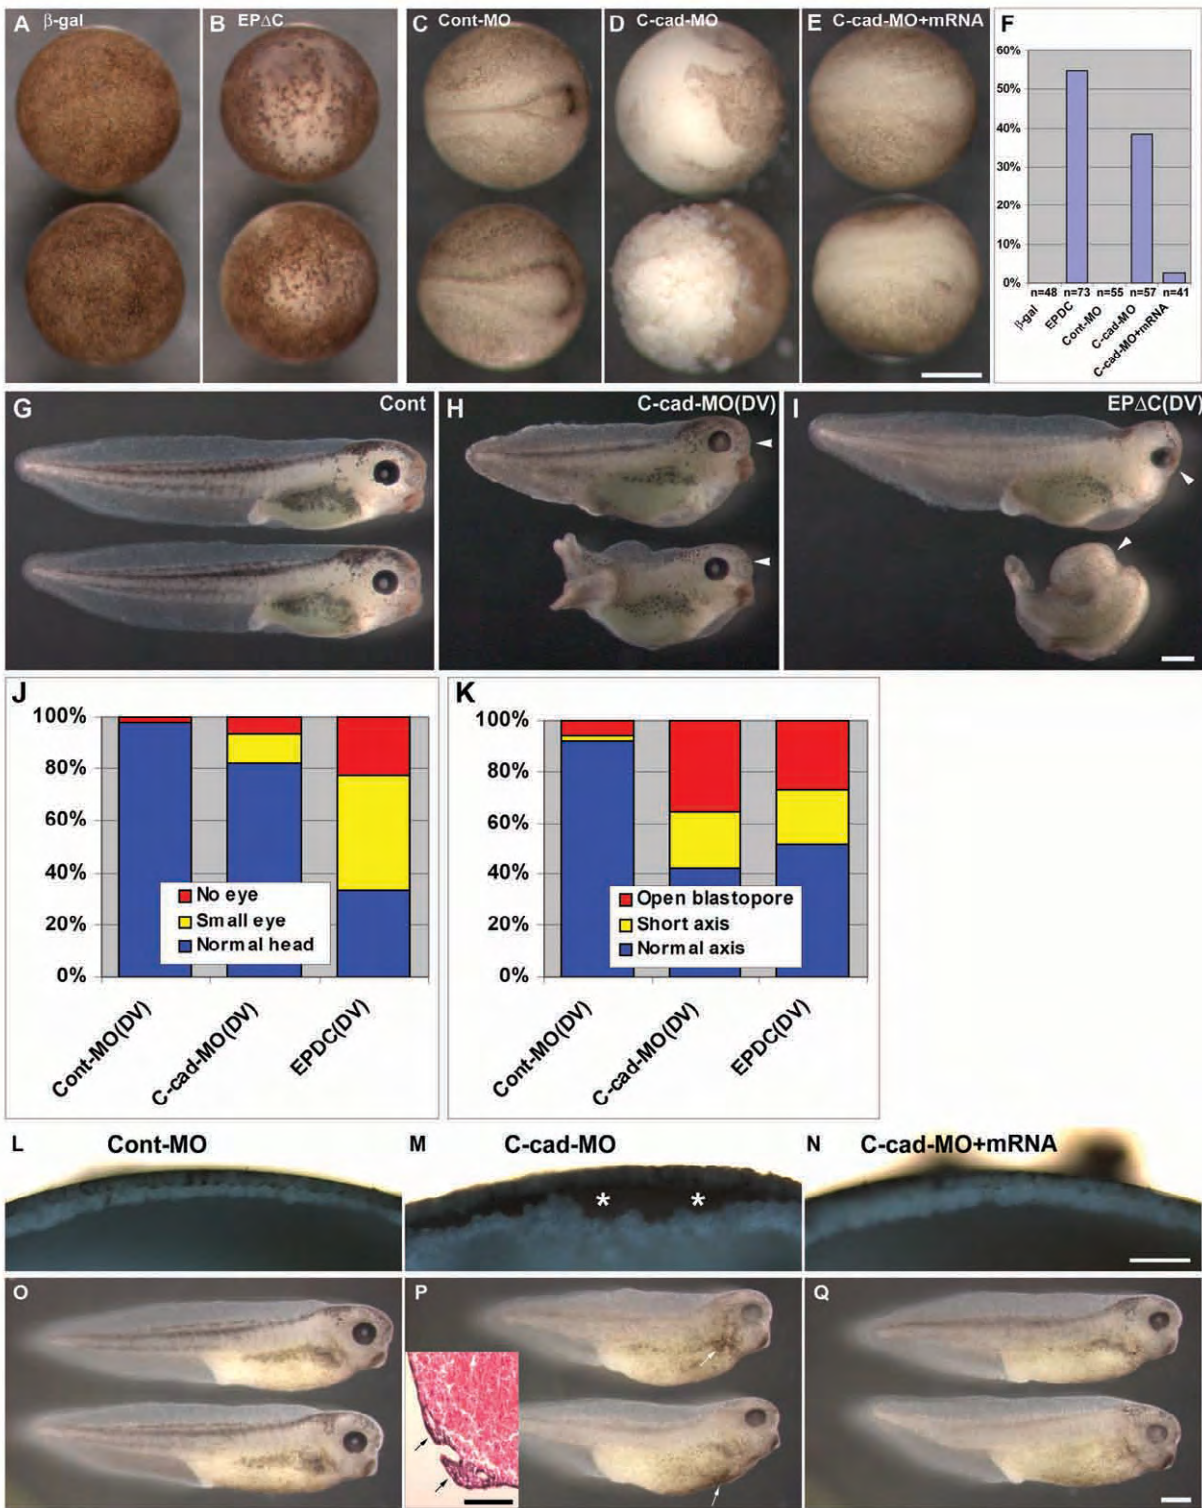 A β-gal
B EPΔC
C Cont-MO
D C-cad-MO
E C-cad-MO+mRNA
F
60%
50%
40%
30%
20%
10%
0%
n=48 n=73 n=55 n=57 n=41
β-gal
EPDC
Cont-MO
C-cad-MO
C-cad-MO+mRNA
G Cont
H C-cad-MO(DV)
I EPΔC(DV)
J
100%
80%
60%
40%
20%
0%
No eye
Small eye
Normal head
Cont-MO(DV)
C-cad-MO(DV)
EPDC(DV)
K
100%
80%
60%
40%
20%
0%
Open blastopore
Short axis
Normal axis
Cont-MO(DV)
C-cad-MO(DV)
EPDC(DV)
L Cont-MO
M C-cad-MO
* *
N C-cad-MO+mRNA
O
P
Q